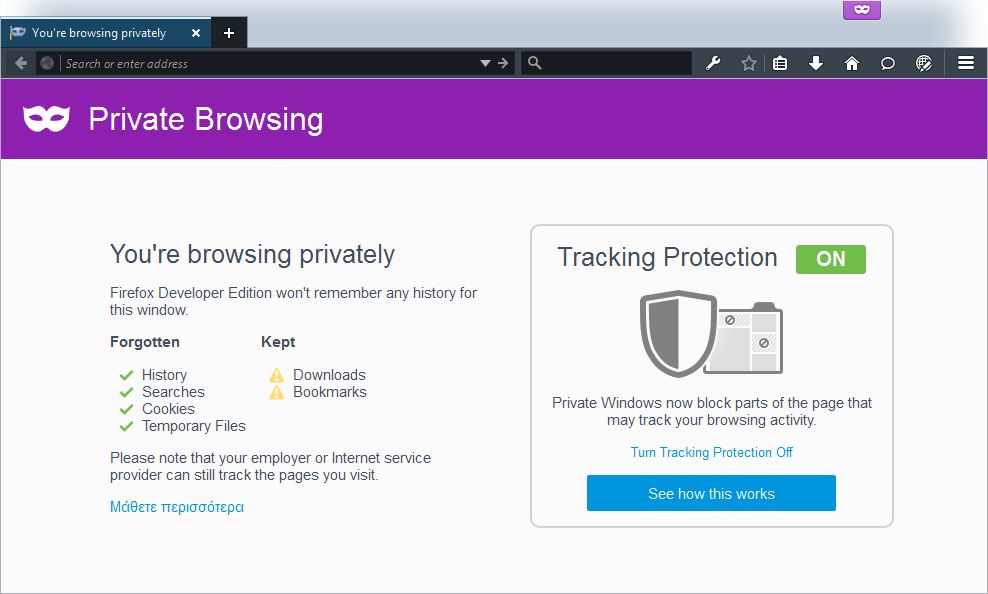 You're browsing privately
Search or enter address
Private Browsing
You're browsing privately
Firefox Developer Edition won't remember any history for
this window.
Forgotten
Kept
History
Searches
Cookies
Temporary Files
Downloads
Bookmarks
Please note that your employer or Internet service
provider can still track the pages you visit.
Μάθετε περισσότερα
Tracking Protection ON
Private Windows now block parts of the page that
may track your browsing activity.
Turn Tracking Protection Off
See how this works